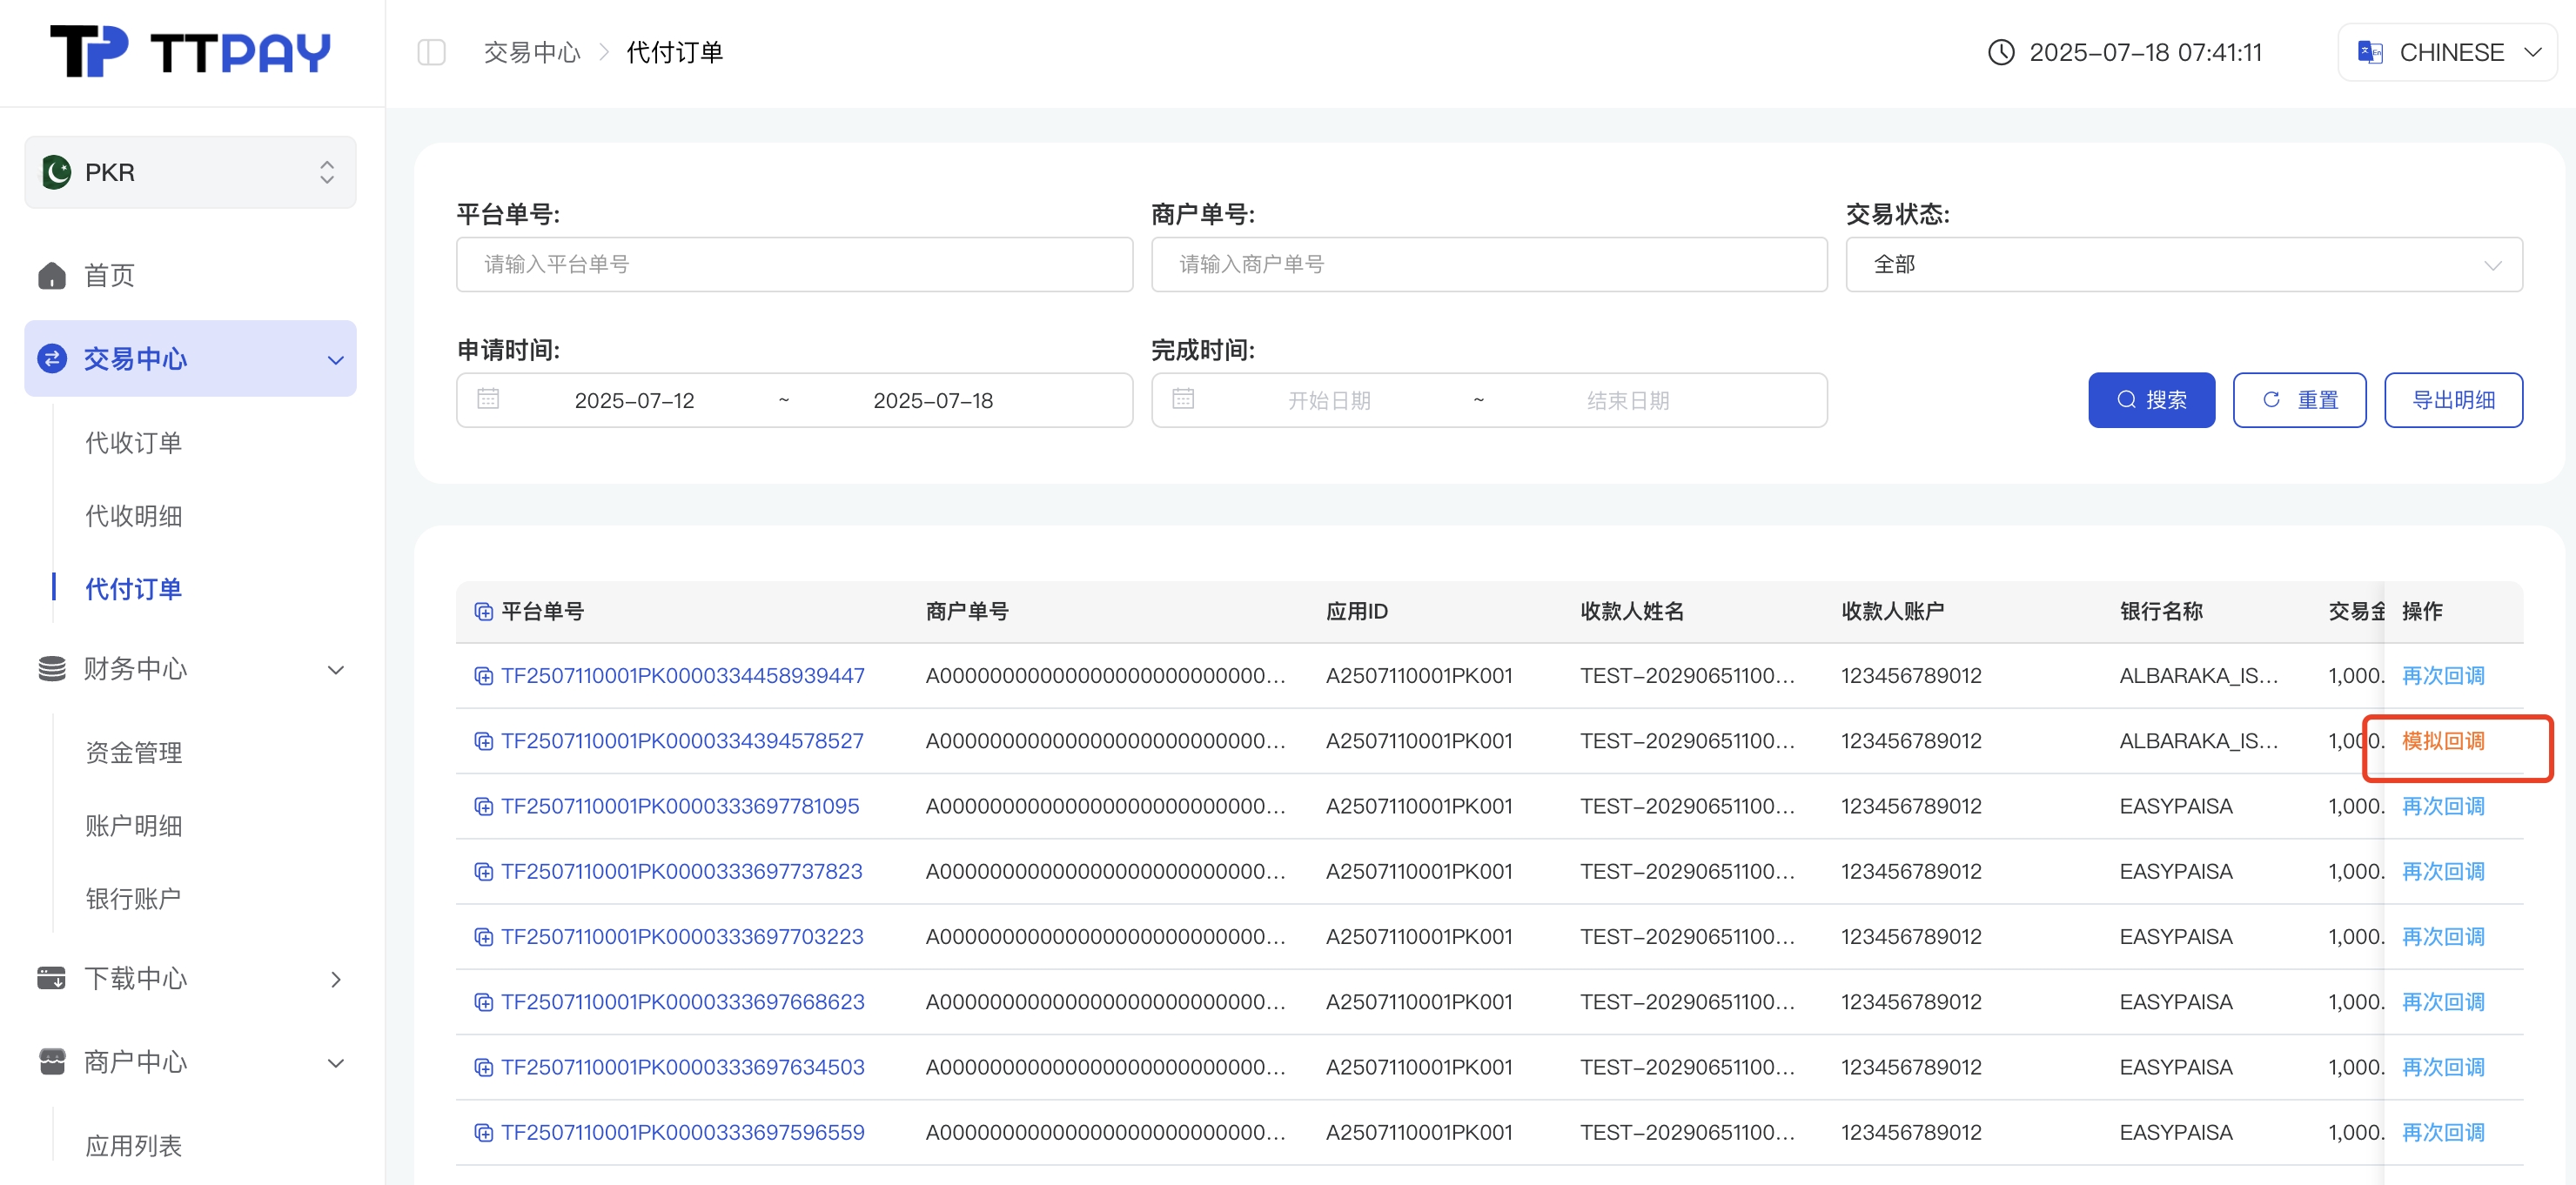 TP TTPAY
交易中心 > 代付订单
2025-07-18 07:41:11
CHINESE
PKR
首页
交易中心
代收订单
代收明细
代付订单
财务中心
资金管理
账户明细
银行账户
下载中心
商户中心
应用列表
平台单号:
请输入平台单号
商户单号:
请输入商户单号
交易状态:
全部
申请时间:
2025-07-12 ~ 2025-07-18
完成时间:
开始日期 ~ 结束日期
搜索
重置
导出明细
平台单号 商户单号 应用ID 收款人姓名 收款人账户 银行名称 交易金 操作
TF2507110001PK0000334458939447 A00000000000000000000000000... A2507110001PK001 TEST-20290651100... 123456789012 ALBARAKA_IS... 1,000. 再次回调
TF2507110001PK0000334394578527 A00000000000000000000000000... A2507110001PK001 TEST-20290651100... 123456789012 ALBARAKA_IS... 1,000. 模拟回调
TF2507110001PK0000333697781095 A00000000000000000000000000... A2507110001PK001 TEST-20290651100... 123456789012 EASYPAISA 1,000. 再次回调
TF2507110001PK0000333697737823 A00000000000000000000000000... A2507110001PK001 TEST-20290651100... 123456789012 EASYPAISA 1,000. 再次回调
TF2507110001PK0000333697703223 A00000000000000000000000000... A2507110001PK001 TEST-20290651100... 123456789012 EASYPAISA 1,000. 再次回调
TF2507110001PK0000333697668623 A00000000000000000000000000... A2507110001PK001 TEST-20290651100... 123456789012 EASYPAISA 1,000. 再次回调
TF2507110001PK0000333697634503 A00000000000000000000000000... A2507110001PK001 TEST-20290651100... 123456789012 EASYPAISA 1,000. 再次回调
TF2507110001PK0000333697596559 A00000000000000000000000000... A2507110001PK001 TEST-20290651100... 123456789012 EASYPAISA 1,000. 再次回调